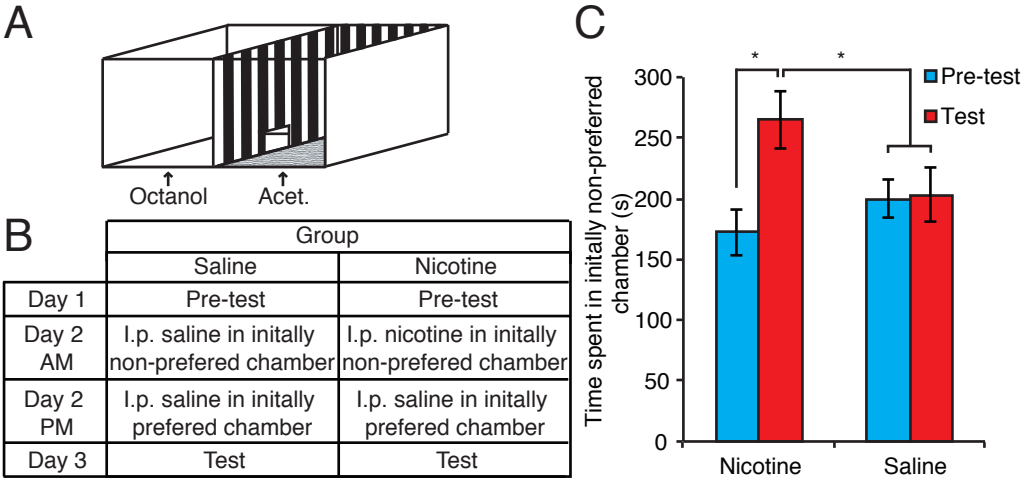 A
Octanol
Acet.
B
Group
Saline
Nicotine
Day 1
Pre-test
Pre-test
Day 2
AM
I.p. saline in initally
non-prefered chamber
I.p. nicotine in initally
non-prefered chamber
Day 2
PM
I.p. saline in initally
prefered chamber
I.p. saline in initally
prefered chamber
Day 3
Test
Test
C
Time spent in initally non-preferred
chamber (s)
300
250
200
150
100
50
0
*
*
Pre-test
Test
Nicotine
Saline